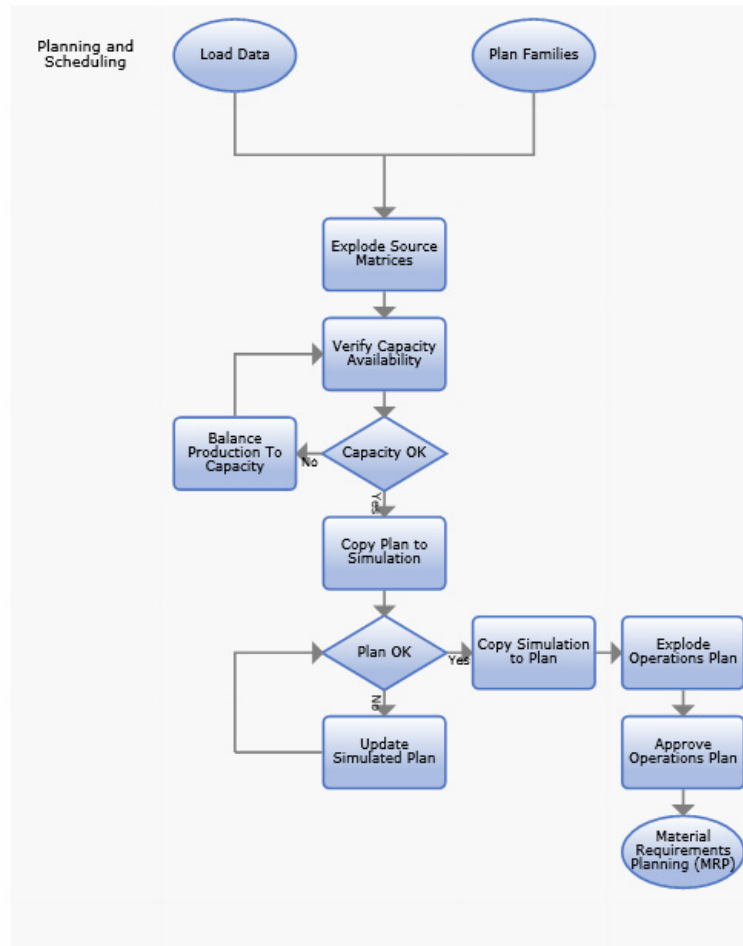 Planning and
Scheduling
Load Data
Plan Families
Explode Source
Matrices
Verify Capacity
Availability
Balance
Production To
Capacity
No
Capacity OK
Yes
Copy Plan to
Simulation
Plan OK
Yes
Copy Simulation
to Plan
Explode
Operations Plan
No
Update
Simulated Plan
Approve
Operations Plan
Material
Requirements
Planning (MRP)